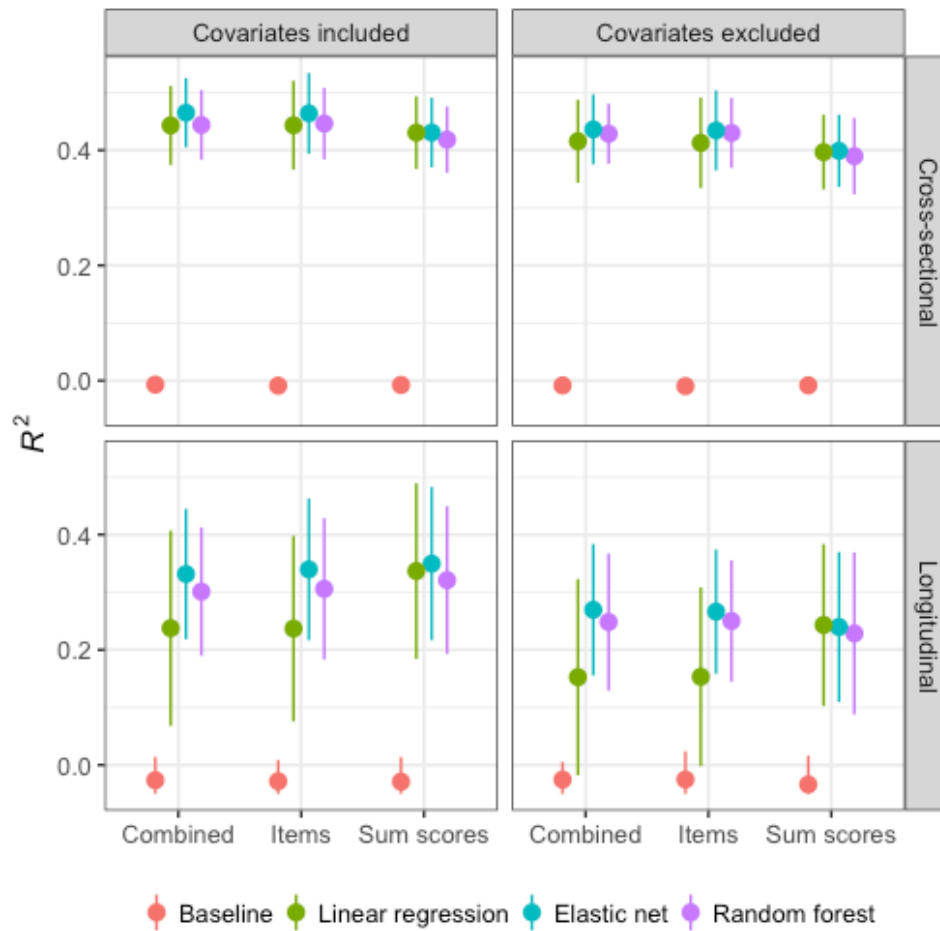 Covariates included
Covariates excluded
Cross-sectional
Longitudinal
R²
0.4
0.2
0.0
0.4
0.2
0.0
Combined Items Sum scores
Combined Items Sum scores
Baseline Linear regression Elastic net Random forest